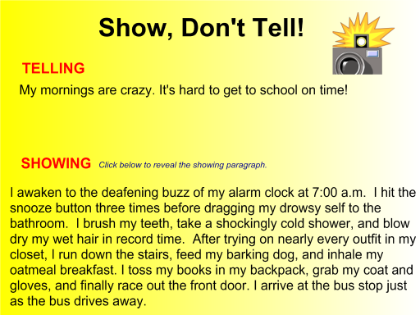 Show, Don't Tell!
TELLING
My mornings are crazy. It's hard to get to school on time!
SHOWING Click below to reveal the showing paragraph.
I awaken to the deafening buzz of my alarm clock at 7:00 a.m. I hit the
snooze button three times before dragging my drowsy self to the
bathroom. I brush my teeth, take a shockingly cold shower, and blow
dry my wet hair in record time. After trying on nearly every outfit in my
closet, I run down the stairs, feed my barking dog, and inhale my
oatmeal breakfast. I toss my books in my backpack, grab my coat and
gloves, and finally race out the front door. I arrive at the bus stop just
as the bus drives away.